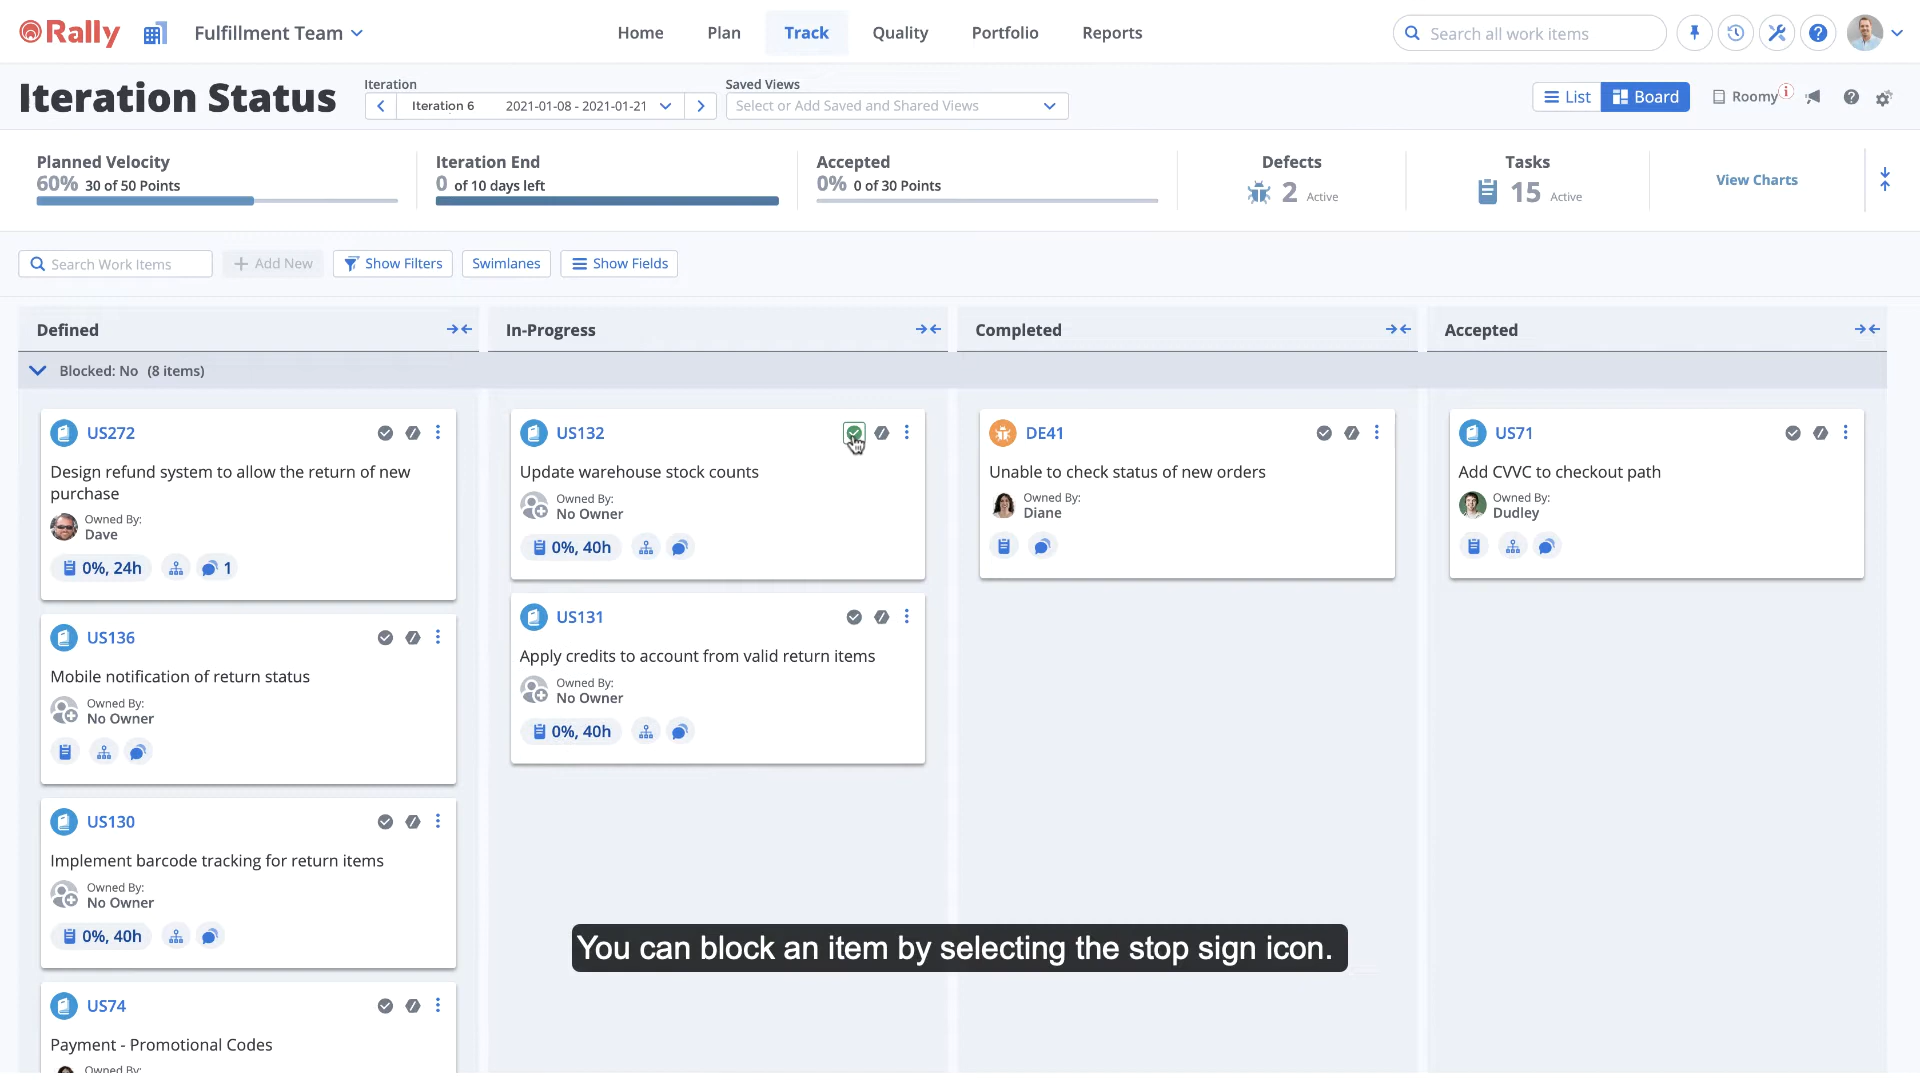 Rally
Fulfillment Team
Home
Plan
Track
Quality
Portfolio
Reports
Search all work items
Iteration Status
Iteration
Iteration 6 2021-01-08 - 2021-01-21
Saved Views
Select or Add Saved and Shared Views
List
Board
Roomy
Planned Velocity
60% 30 of 50 Points
Iteration End
0 of 10 days left
Accepted
0% 0 of 30 Points
Defects
2 Active
Tasks
15 Active
View Charts
Search Work Items
+ Add New
Show Filters
Swimlanes
Show Fields
Defined
In-Progress
Completed
Accepted
Blocked: No (8 items)
US272
Design refund system to allow the return of new
purchase
Owned By:
Dave
0%, 24h
1
US136
Mobile notification of return status
Owned By:
No Owner
US130
Implement barcode tracking for return items
Owned By:
No Owner
0%, 40h
US74
Payment - Promotional Codes
Owned By:
US132
Update warehouse stock counts
Owned By:
No Owner
0%, 40h
US131
Apply credits to account from valid return items
Owned By:
No Owner
0%, 40h
DE41
Unable to check status of new orders
Owned By:
Diane
US71
Add CVVC to checkout path
Owned By:
Dudley
You can block an item by selecting the stop sign icon.